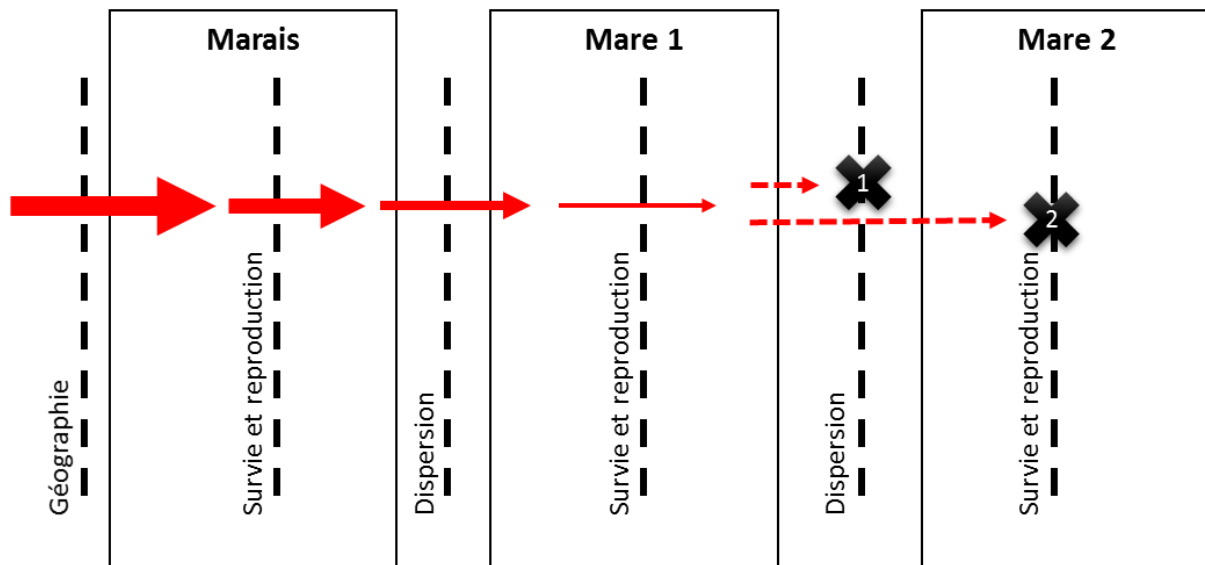 Marais
Mare 1
Mare 2
1
2
Géographie
Survie et reproduction
Dispersion
Survie et reproduction
Dispersion
Survie et reproduction